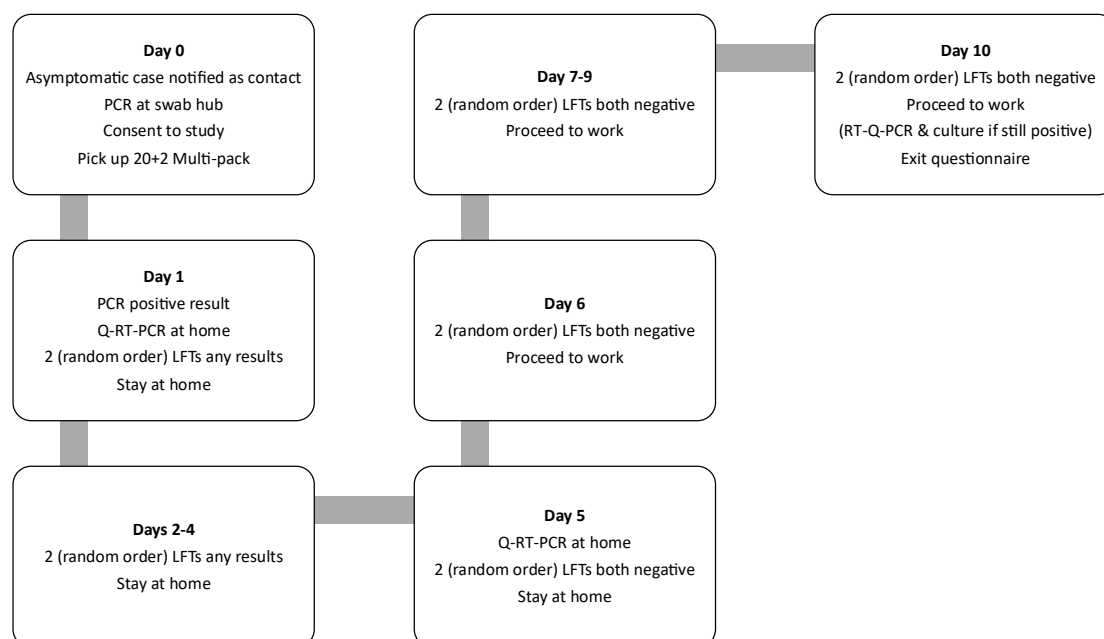 Day 0
Asymptomatic case notified as contact
PCR at swab hub
Consent to study
Pick up 20+2 Multi-pack
Day 1
PCR positive result
Q-RT-PCR at home
2 (random order) LFTs any results
Stay at home
Days 2-4
2 (random order) LFTs any results
Stay at home
Day 5
Q-RT-PCR at home
2 (random order) LFTs both negative
Stay at home
Day 6
2 (random order) LFTs both negative
Proceed to work
Day 7-9
2 (random order) LFTs both negative
Proceed to work
Day 10
2 (random order) LFTs both negative
Proceed to work
(RT-Q-PCR & culture if still positive)
Exit questionnaire